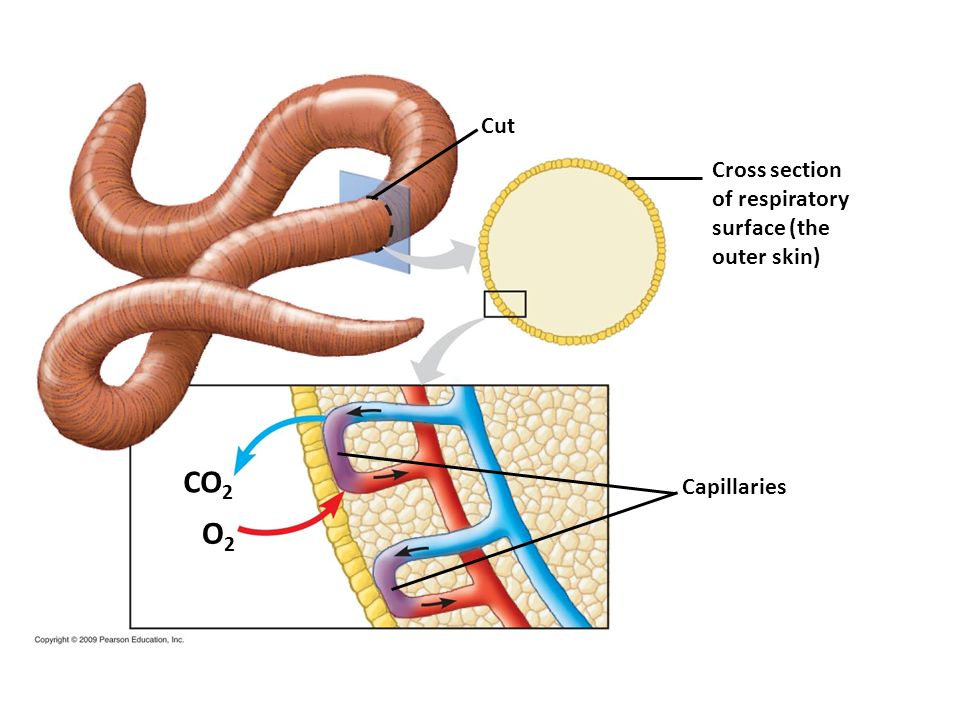 Cut
Cross section
of respiratory
surface (the
outer skin)
CO₂
O₂
Capillaries
Copyright © 2009 Pearson Education, Inc.